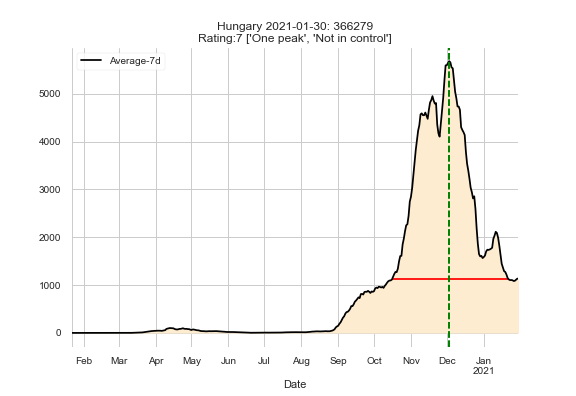 Hungary 2021-01-30: 366279
Rating:7 ['One peak', 'Not in control']
Average-7d
5000
4000
3000
2000
1000
0
Feb Mar Apr May Jun Jul Aug Sep Oct Nov Dec Jan
2021
Date